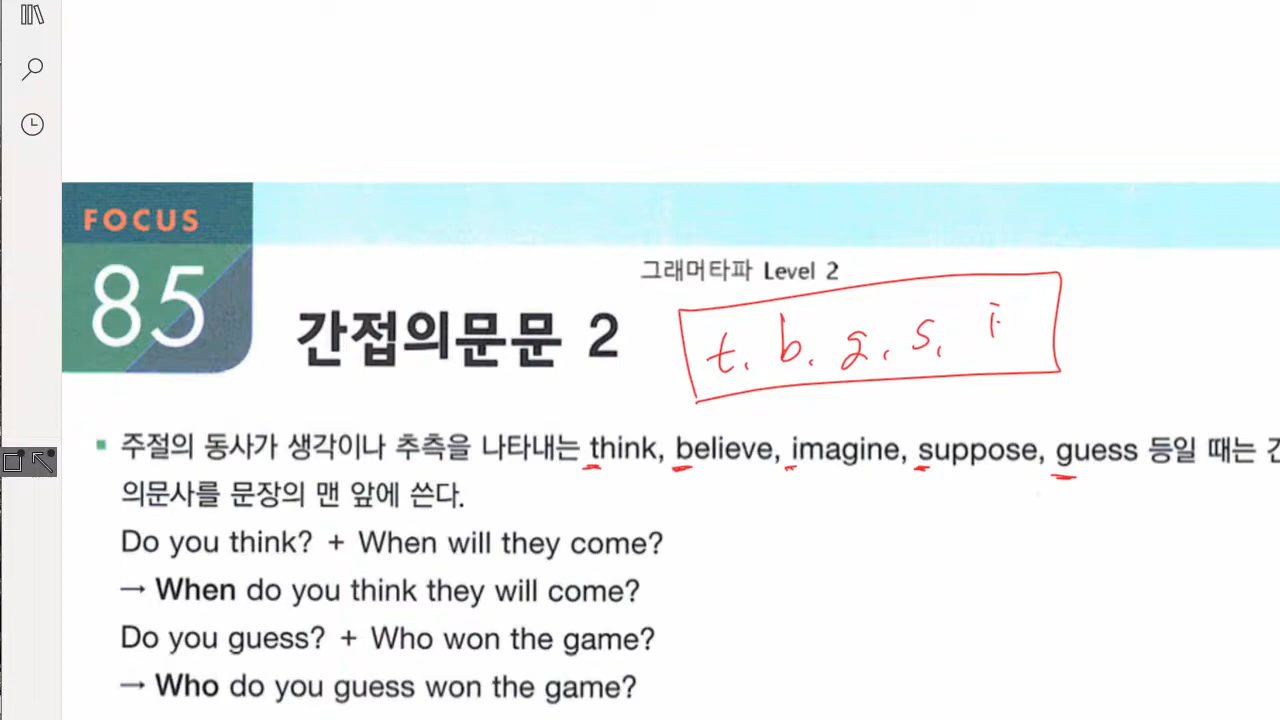 FOCUS
85
그래머타파 Level 2
간접의문문 2
t. b. g. s. i
주절의 동사가 생각이나 추측을 나타내는 think, believe, imagine, suppose, guess 등일 때는 간
의문사를 문장의 맨 앞에 쓴다.
Do you think? + When will they come?
→ When do you think they will come?
Do you guess? + Who won the game?
→ Who do you guess won the game?